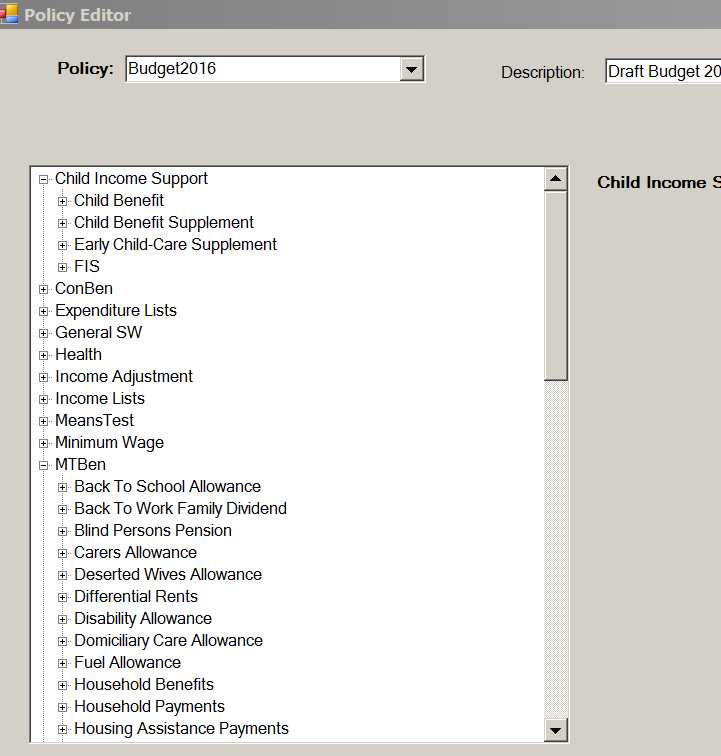 Policy Editor
Policy: Budget2016 Description: Draft Budget 20
Child Income Support
Child Income S
Child Benefit
Child Benefit Supplement
Early Child-Care Supplement
FIS
ConBen
Expenditure Lists
General SW
Health
Income Adjustment
Income Lists
MeansTest
Minimum Wage
MTBen
Back To School Allowance
Back To Work Family Dividend
Blind Persons Pension
Carers Allowance
Deserted Wives Allowance
Differential Rents
Disability Allowance
Domiciliary Care Allowance
Fuel Allowance
Household Benefits
Household Payments
Housing Assistance Payments